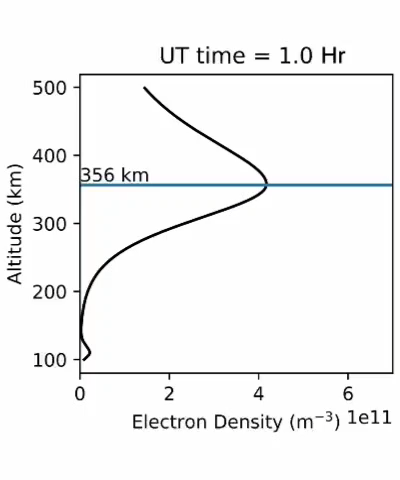 UT time = 1.0 Hr
500
400
356 km
300
200
100
Altitude (km)
0 2 4 6
Electron Density (m⁻³) 1e11